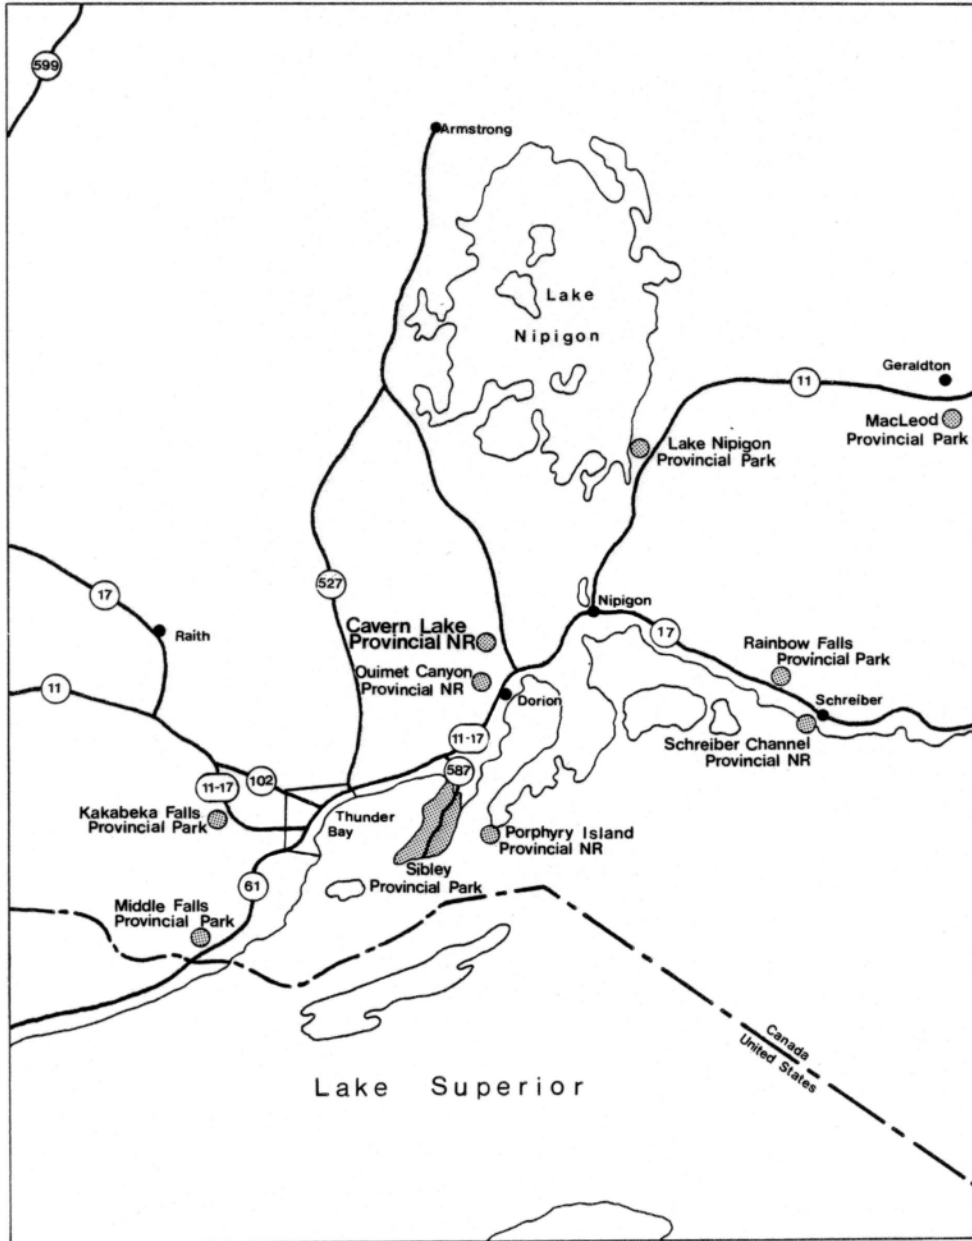 599
Armstrong
Lake
Nipigon
Geraldton
11
MacLeod
Provincial Park
Lake Nipigon
Provincial Park
17
Raith
527
Nipigon
Cavern Lake
Provincial NR
17
Rainbow Falls
Provincial Park
Ouimet Canyon
Provincial NR
11
Dorion
Schreiber
11-17
Schreiber Channel
Provincial NR
587
102
11-17
Kakabeka Falls
Provincial Park
Thunder
Bay
Porphyry Island
Provincial NR
Sibley
Provincial Park
61
Middle Falls
Provincial Park
Canada
United States
Lake Superior